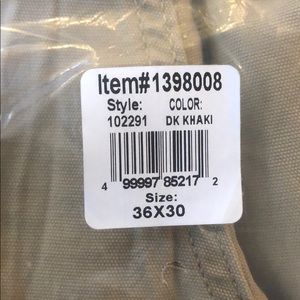 Item#1398008
Style: COLOR:
102291 DK KHAKI
4 99997 85217 2
Size:
36X30